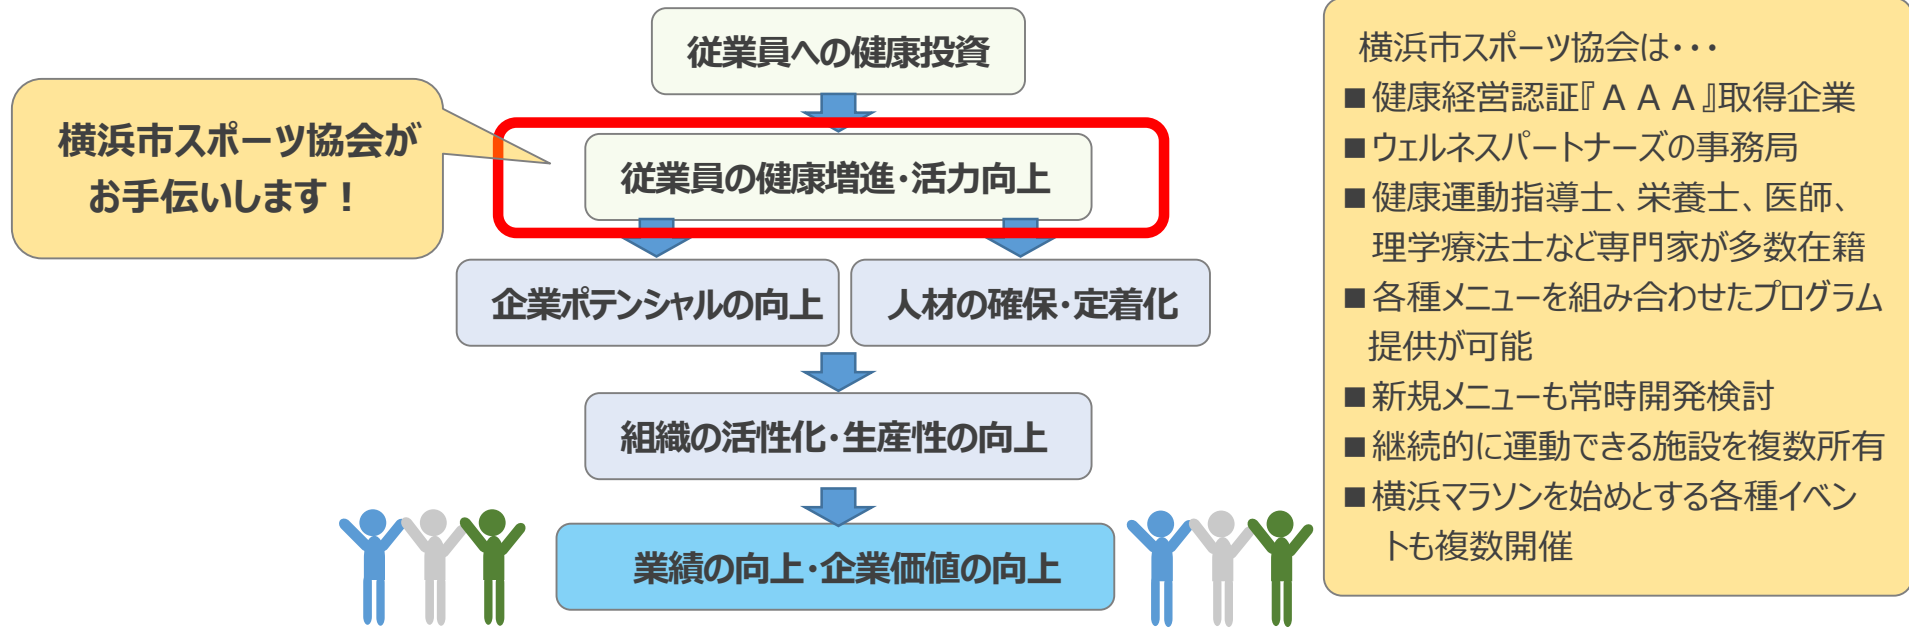 従業員への健康投資
横浜市スポーツ協会が
お手伝いします！
従業員の健康増進・活力向上
企業ポテンシャルの向上
人材の確保・定着化
組織の活性化・生産性の向上
業績の向上・企業価値の向上
横浜市スポーツ協会は・・・
■健康経営認証『ＡＡＡ』取得企業
■ウェルネスパートナーズの事務局
■健康運動指導士、栄養士、医師、
理学療法士など専門家が多数在籍
■各種メニューを組み合わせたプログラム
提供が可能
■新規メニューも常時開発検討
■継続的に運動できる施設を複数所有
■横浜マラソンを始めとする各種イベン
トも複数開催